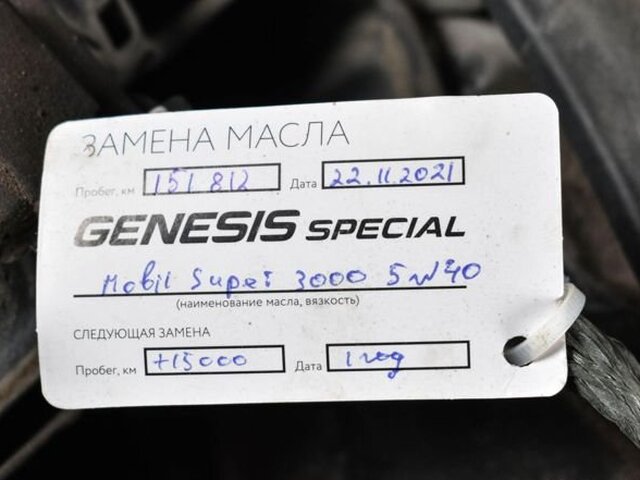 ЗАМЕНА МАСЛА
Пробег, км 151 812 Дата 22.11.2021
GENESIS SPECIAL
Mobil Super 3000 5w40
(наименование масла, вязкость)
СЛЕДУЮЩАЯ ЗАМЕНА
Пробег, км +15000 Дата 1 год